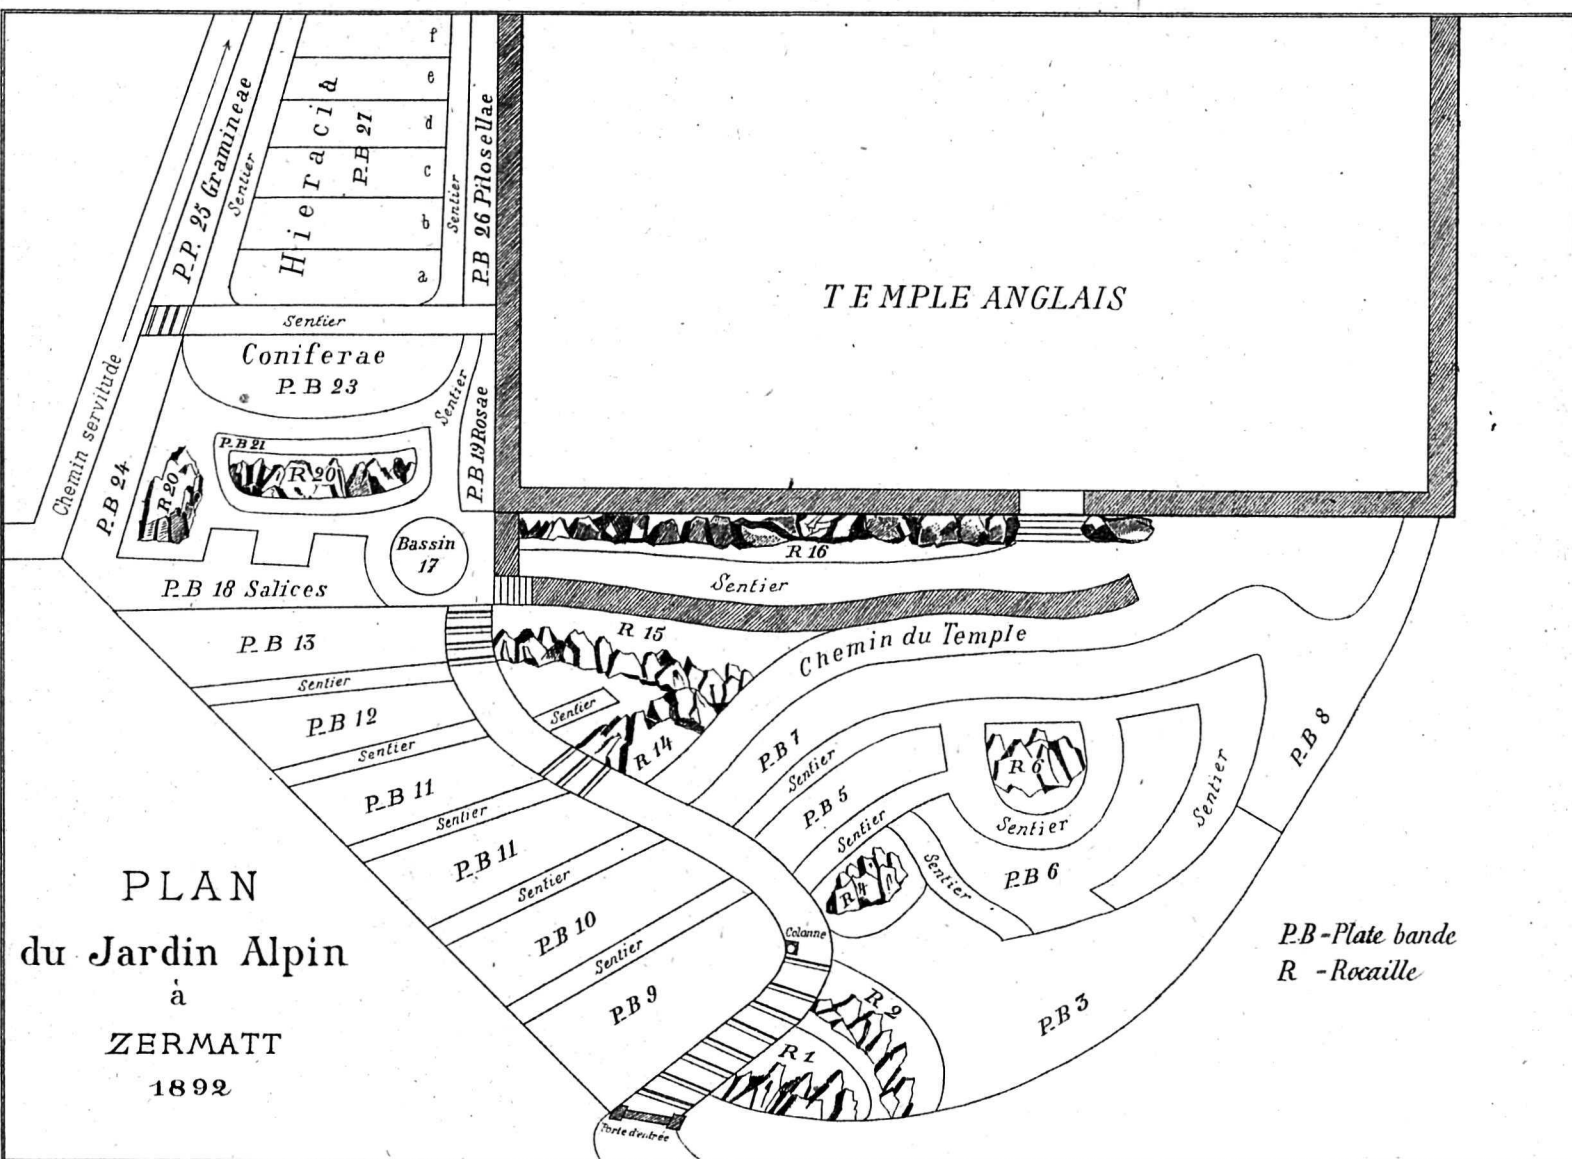 f
e
d
c
b
a
Hieracia
P.B 27
P.P. 25 Gramineae
Sentier
Sentier
P.B 26 Pilosellae
TEMPLE ANGLAIS
Sentier
Chemin servitude
Coniferae
P.B 23
Sentier
P.B 19 Rosae
P.B 21
R 20
R 20
P.B 24
Bassin
17
R 16
P.B 18 Salices
Sentier
P.B 13
R 15
Chemin du Temple
Sentier
P.B 12
Sentier
Sentier
R 14
P.B 7
Sentier
R 6
P.B 8
P.B 11
Sentier
P.B 5
Sentier
Sentier
Sentier
P.B 11
Sentier
R 4
Sentier
P.B 6
P.B 10
Sentier
Colonne
P.B 9
R 2
P.B 3
R 1
Porte d'entrée
PLAN
du Jardin Alpin
à
ZERMATT
1892
P.B - Plate bande
R - Rocaille